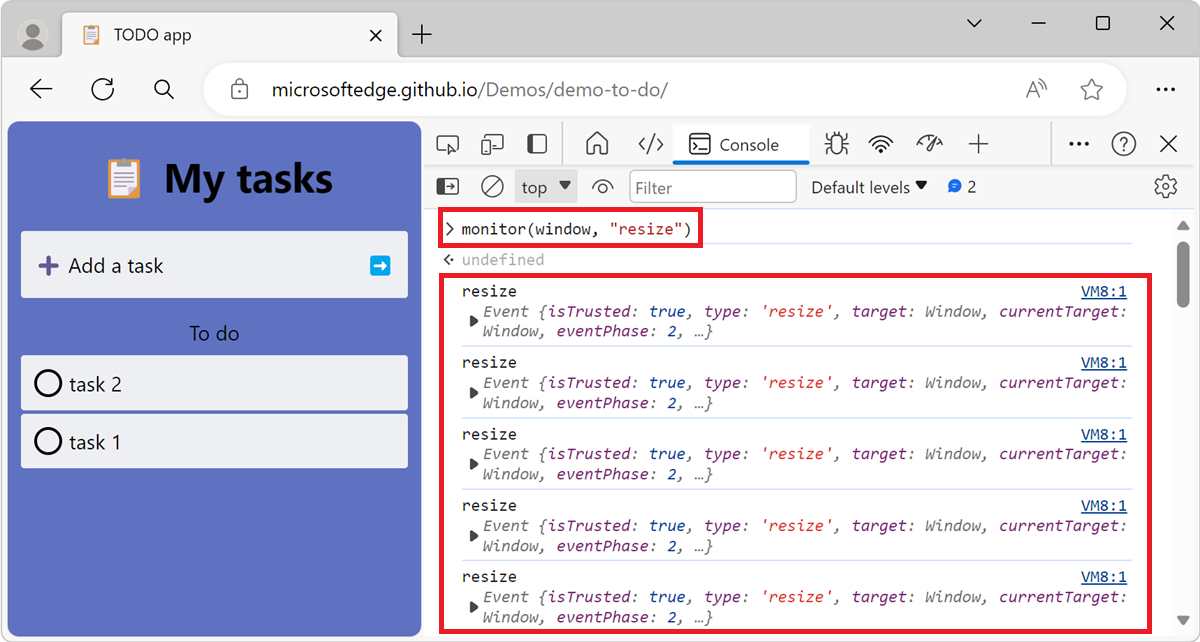 TODO app
microsoftedge.github.io/Demos/demo-to-do/
My tasks
Add a task
To do
task 2
task 1
Console
top
Filter
Default levels
2
monitor(window, "resize")
undefined
resize VM8:1
Event {isTrusted: true, type: 'resize', target: Window, currentTarget:
Window, eventPhase: 2, …}
resize VM8:1
Event {isTrusted: true, type: 'resize', target: Window, currentTarget:
Window, eventPhase: 2, …}
resize VM8:1
Event {isTrusted: true, type: 'resize', target: Window, currentTarget:
Window, eventPhase: 2, …}
resize VM8:1
Event {isTrusted: true, type: 'resize', target: Window, currentTarget:
Window, eventPhase: 2, …}
resize VM8:1
Event {isTrusted: true, type: 'resize', target: Window, currentTarget:
Window, eventPhase: 2, …}